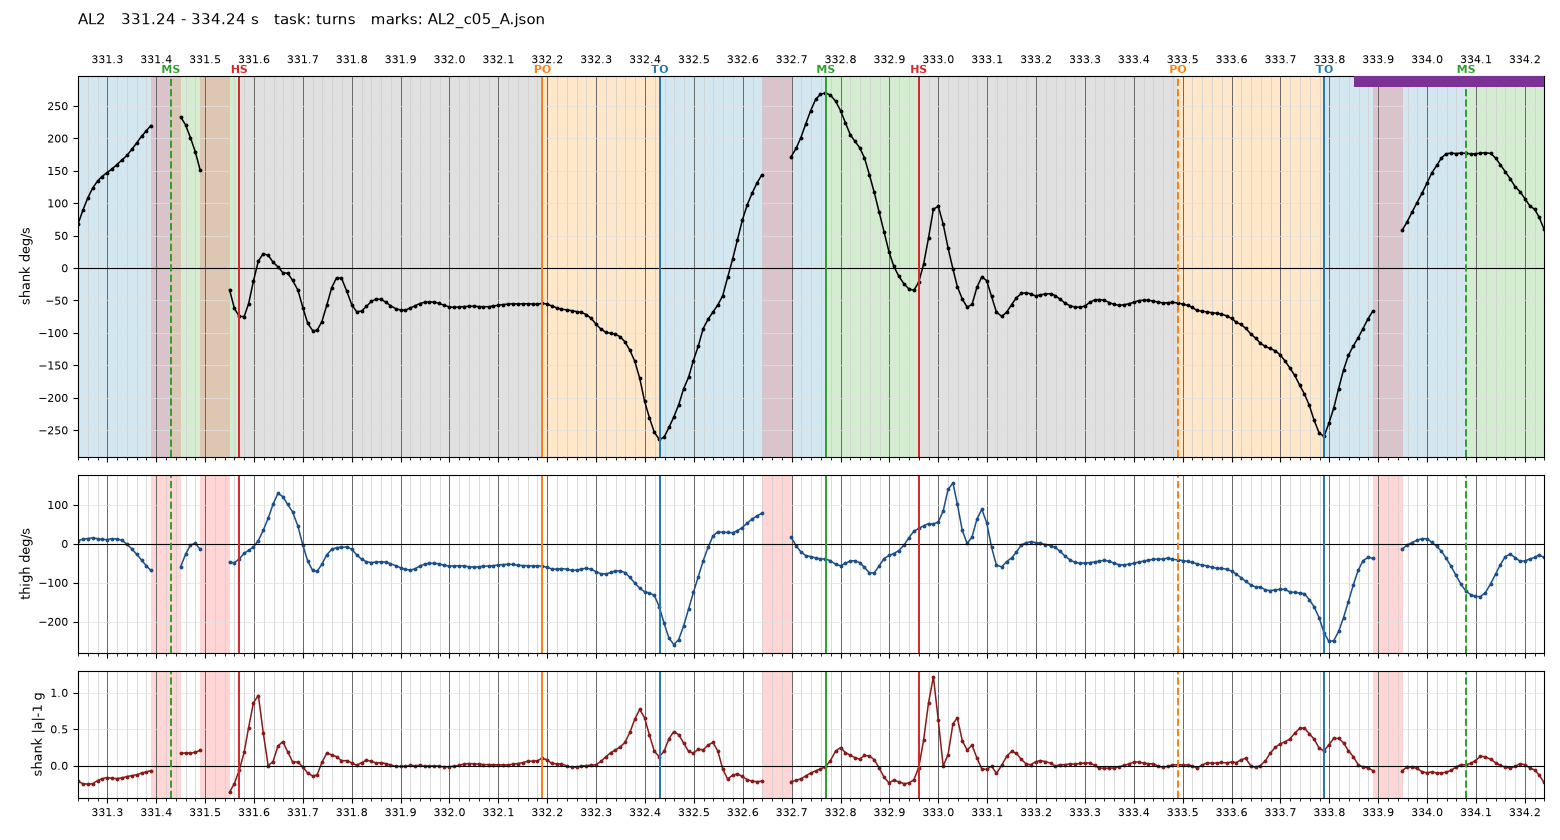 AL2   331.24 - 334.24 s   task: turns   marks: AL2_c05_A.json
331.3 331.4 331.5 331.6 331.7 331.8 331.9 332.0 332.1 332.2 332.3 332.4 332.5 332.6 332.7 332.8 332.9 333.0 333.1 333.2 333.3 333.4 333.5 333.6 333.7 333.8 333.9 334.0 334.1 334.2
MS HS PO TO MS HS PO TO MS
shank deg/s
250
200
150
100
50
0
−50
−100
−150
−200
−250
thigh deg/s
100
0
−100
−200
shank |a|-1 g
1.0
0.5
0.0
331.3 331.4 331.5 331.6 331.7 331.8 331.9 332.0 332.1 332.2 332.3 332.4 332.5 332.6 332.7 332.8 332.9 333.0 333.1 333.2 333.3 333.4 333.5 333.6 333.7 333.8 333.9 334.0 334.1 334.2